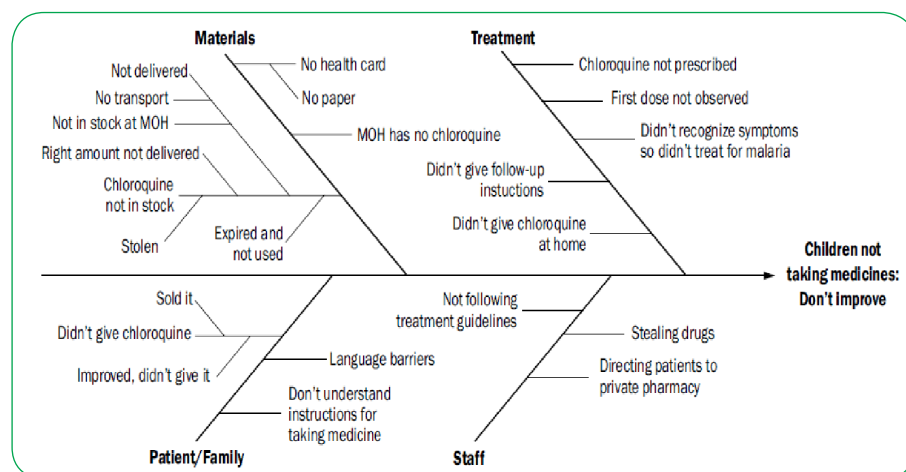 Materials
Not delivered
No transport
Not in stock at MOH
Right amount not delivered
Chloroquine
not in stock
Stolen
Expired and
not used
No health card
No paper
MOH has no chloroquine
Treatment
Chloroquine not prescribed
First dose not observed
Didn't recognize symptoms
so didn't treat for malaria
Didn't give follow-up
instuctions
Didn't give chloroquine
at home
Children not
taking medicines:
Don't improve
Sold it
Didn't give chloroquine
Improved, didn't give it
Language barriers
Don't understand
instructions for
taking medicine
Patient/Family
Not following
treatment guidelines
Stealing drugs
Directing patients to
private pharmacy
Staff